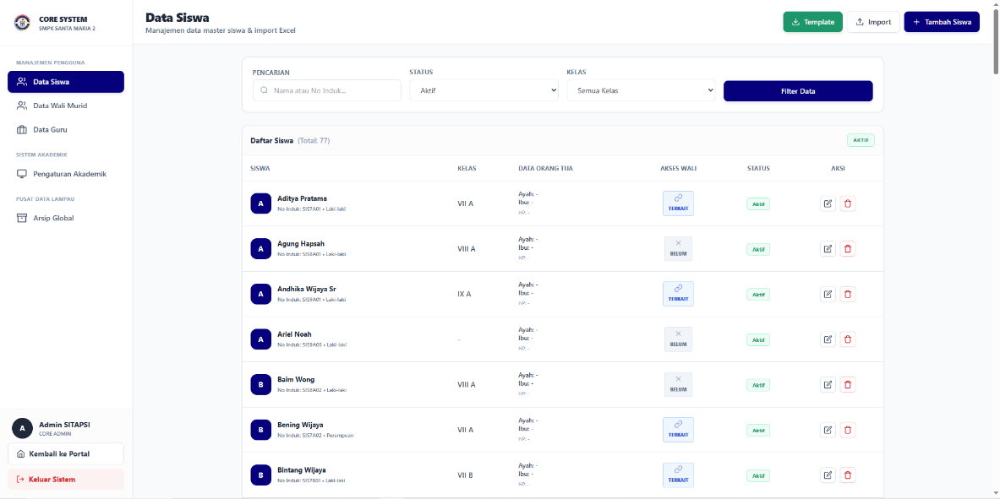 CORE SYSTEM
SMPK SANTA MARIA 2
MANAJEMEN PENGGUNA
Data Siswa
Data Wali Murid
Data Guru
SISTEM AKADEMIK
Pengaturan Akademik
PUSAT DATA LAMPAU
Arsip Global
A
Admin SITAPSI
CORE ADMIN
Kembali ke Portal
Keluar Sistem
Data Siswa
Manajemen data master siswa & import Excel
Template
Import
+ Tambah Siswa
PENCARIAN
Nama atau No Induk...
STATUS
Aktif
KELAS
Semua Kelas
Filter Data
Daftar Siswa (Total: 77)
AKTIF
SISWA KELAS DATA ORANG TUA AKSES WALI STATUS AKSI
A
Aditya Pratama
No Induk: SIS7A01 • Laki-laki
VII A
Ayah: -
Ibu: -
HP: -
TERKAIT
Aktif
A
Agung Hapsah
No Induk: SIS8A01 • Laki-laki
VIII A
Ayah: -
Ibu: -
HP: -
BELUM
Aktif
A
Andhika Wijaya Sr
No Induk: SIS9A01 • Laki-laki
IX A
Ayah: -
Ibu: -
HP: -
TERKAIT
Aktif
A
Ariel Noah
No Induk: SIS9A05 • Laki-laki
-
Ayah: -
Ibu: -
HP: -
BELUM
Aktif
B
Baim Wong
No Induk: SIS8A02 • Laki-laki
VIII A
Ayah: -
Ibu: -
HP: -
BELUM
Aktif
B
Bening Wijaya
No Induk: SIS7A02 • Perempuan
VII A
Ayah: -
Ibu: -
HP: -
TERKAIT
Aktif
B
Bintang Wijaya
No Induk: SIS7B01 • Laki-laki
VII B
Ayah: -
Ibu: -
HP: -
TERKAIT
Aktif